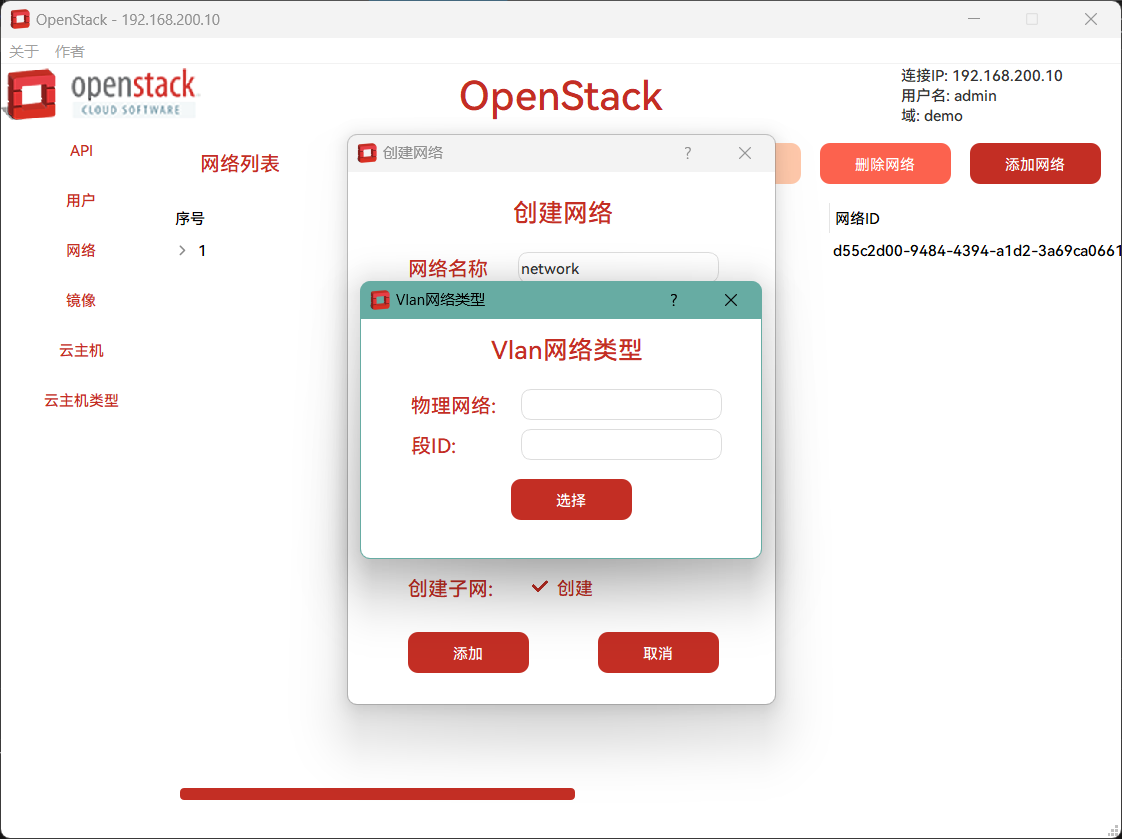 OpenStack - 192.168.200.10
关于 作者
openstack
CLOUD SOFTWARE
OpenStack
连接IP: 192.168.200.10
用户名: admin
域: demo
API
用户
网络
镜像
云主机
云主机类型
网络列表
删除网络
添加网络
序号
网络ID
1
d55c2d00-9484-4394-a1d2-3a69ca0661
创建网络
?
创建网络
网络名称
network
Vlan网络类型
?
Vlan网络类型
物理网络:
段ID:
选择
创建子网:
创建
添加
取消